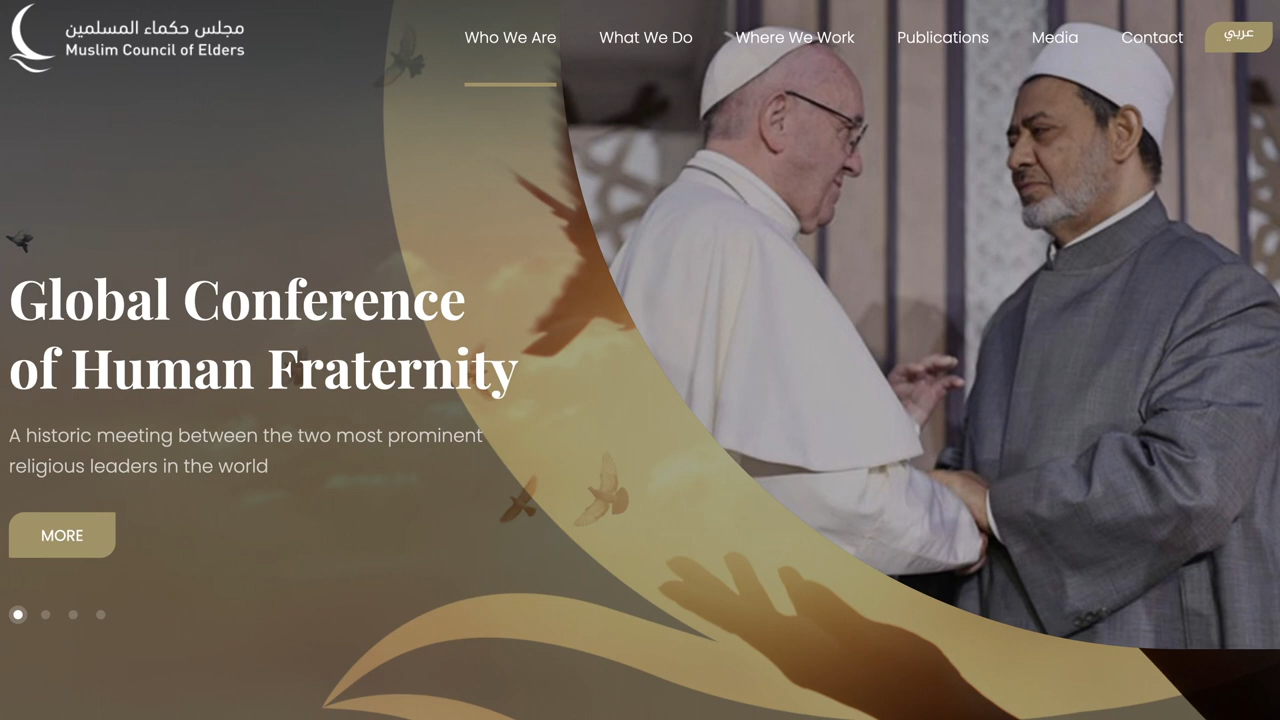 مجلس حكماء المسلمين
Muslim Council of Elders
Who We Are
What We Do
Where We Work
Publications
Media
Contact
عربي
Global Conference
of Human Fraternity
A historic meeting between the two most prominent
religious leaders in the world
MORE